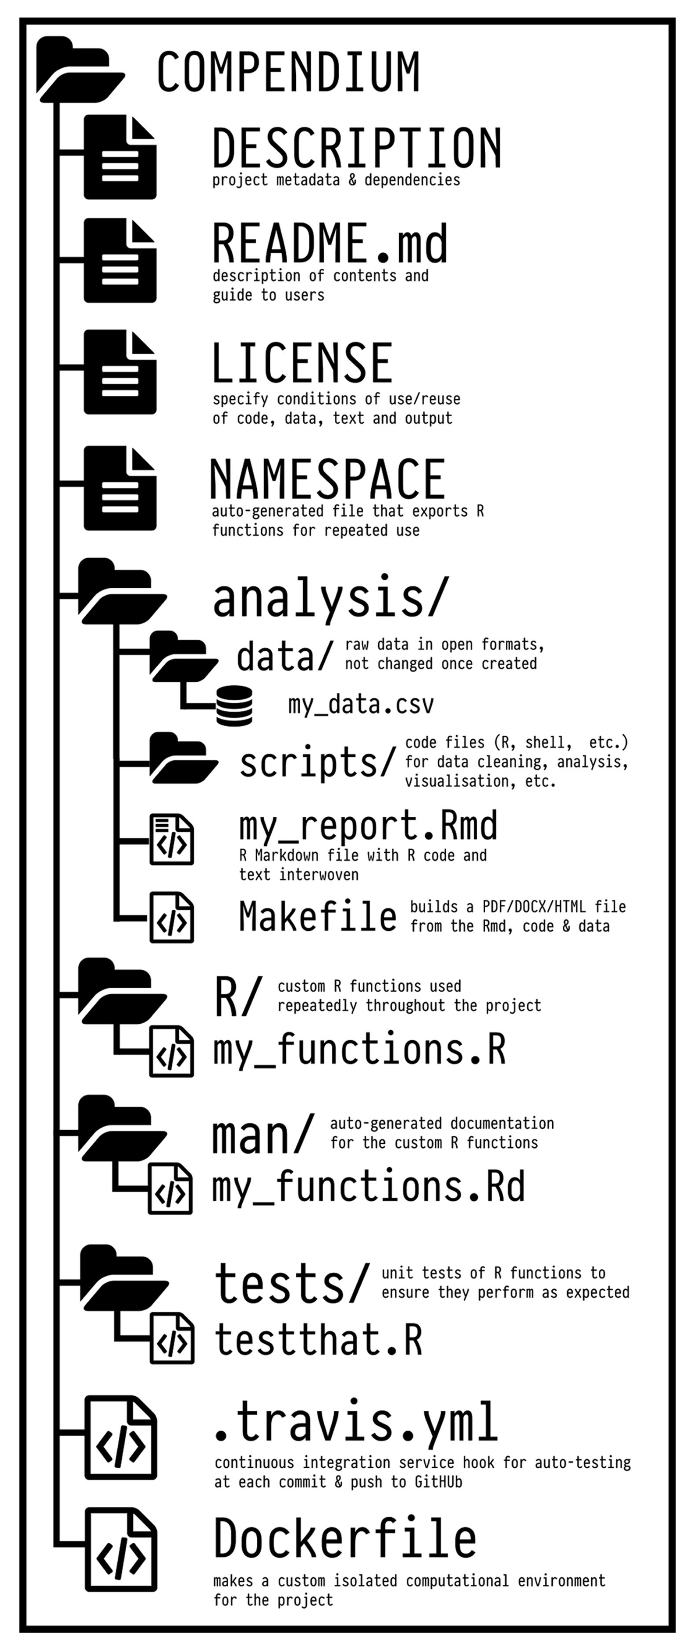 COMPENDIUM
DESCRIPTION
project metadata & dependencies
README.md
description of contents and
guide to users
LICENSE
specify conditions of use/reuse
of code, data, text and output
NAMESPACE
auto-generated file that exports R
functions for repeated use
analysis/
data/
raw data in open formats,
not changed once created
my_data.csv
scripts/
code files (R, shell,  etc.)
for data cleaning, analysis,
visualisation, etc.
my_report.Rmd
R Markdown file with R code and
text interwoven
Makefile
builds a PDF/DOCX/HTML file
from the Rmd, code & data
R/
custom R functions used
repeatedly throughout the project
my_functions.R
man/
auto-generated documentation
for the custom R functions
my_functions.Rd
tests/
unit tests of R functions to
ensure they perform as expected
testthat.R
.travis.yml
continuous integration service hook for auto-testing
at each commit & push to GitHUb
Dockerfile
makes a custom isolated computational environment
for the project